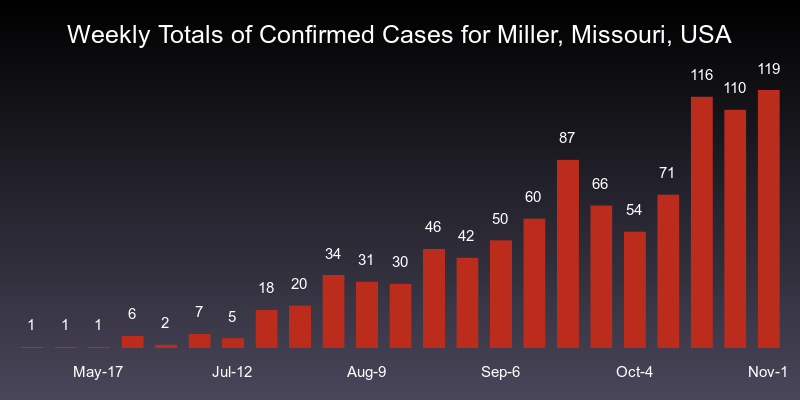 Weekly Totals of Confirmed Cases for Miller, Missouri, USA
1 1 1 6 2 7 5 18 20 34 31 30 46 42 50 60 87 66 54 71 116 110 119
May-17 Jul-12 Aug-9 Sep-6 Oct-4 Nov-1